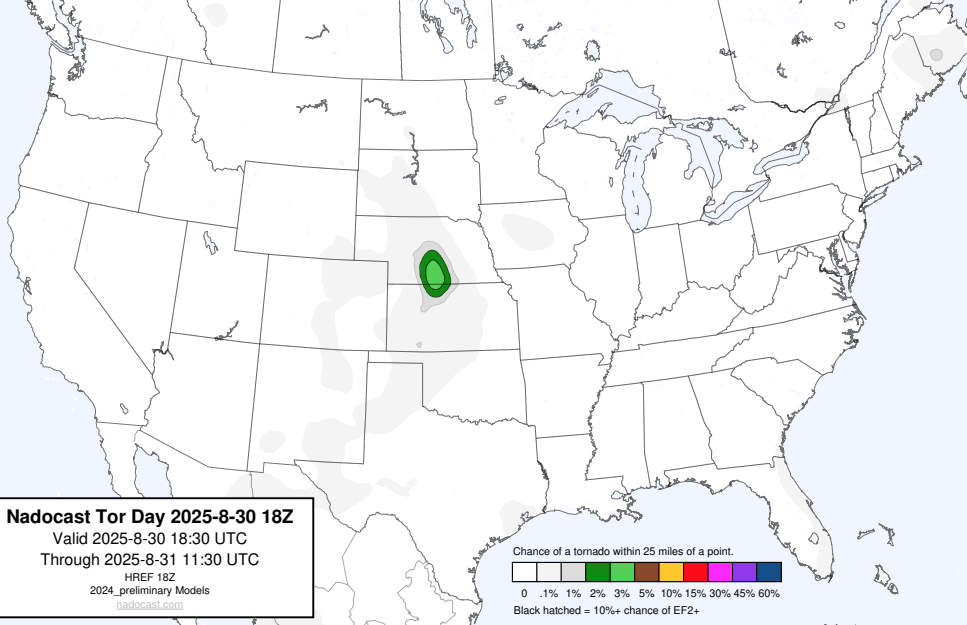 Nadocast Tor Day 2025-8-30 18Z
Valid 2025-8-30 18:30 UTC
Through 2025-8-31 11:30 UTC
HREF 18Z
2024_preliminary Models
nadocast.com
Chance of a tornado within 25 miles of a point.
0 .1% 1% 2% 3% 5% 10% 15% 30% 45% 60%
Black hatched = 10%+ chance of EF2+